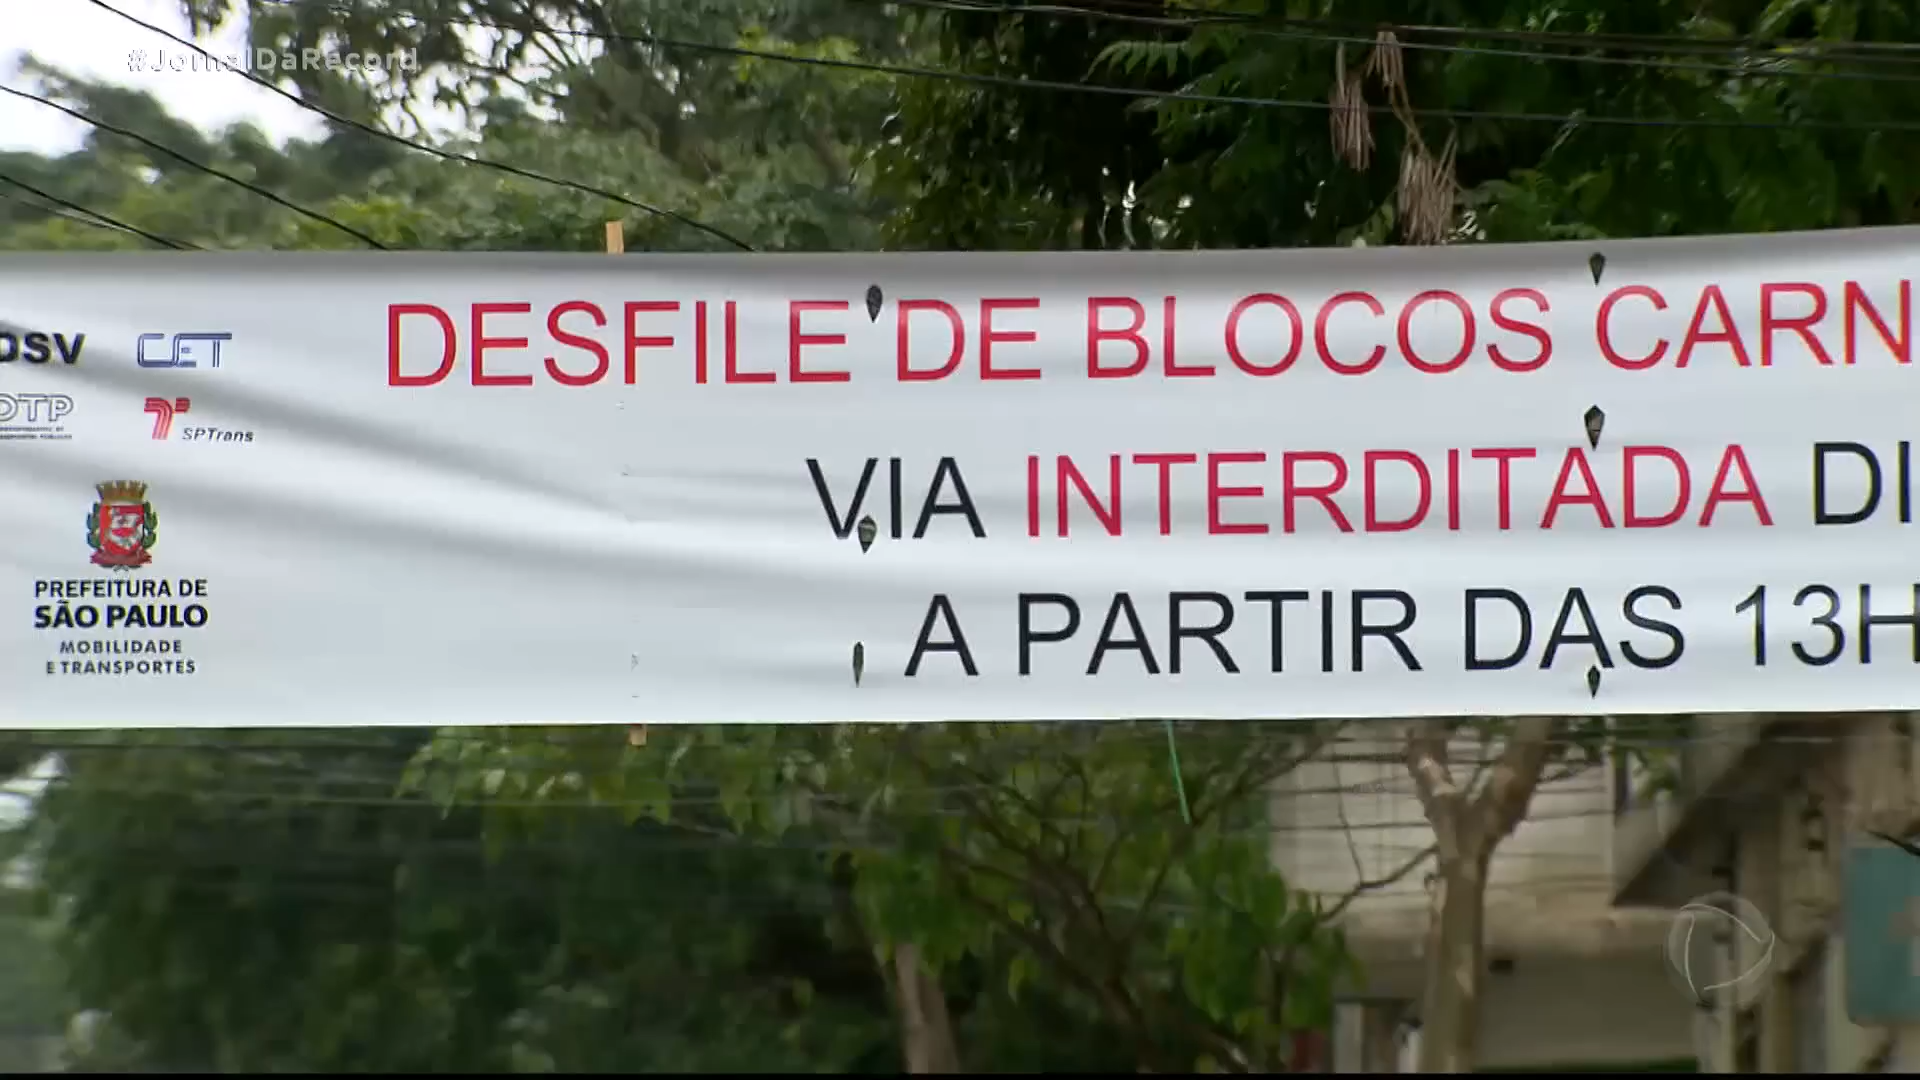 #JornalDaRecord
DSV
CET
DTP
SPTrans
PREFEITURA DE
SÃO PAULO
MOBILIDADE
E TRANSPORTES
DESFILE DE BLOCOS CARN
VIA INTERDITADA DI
A PARTIR DAS 13H